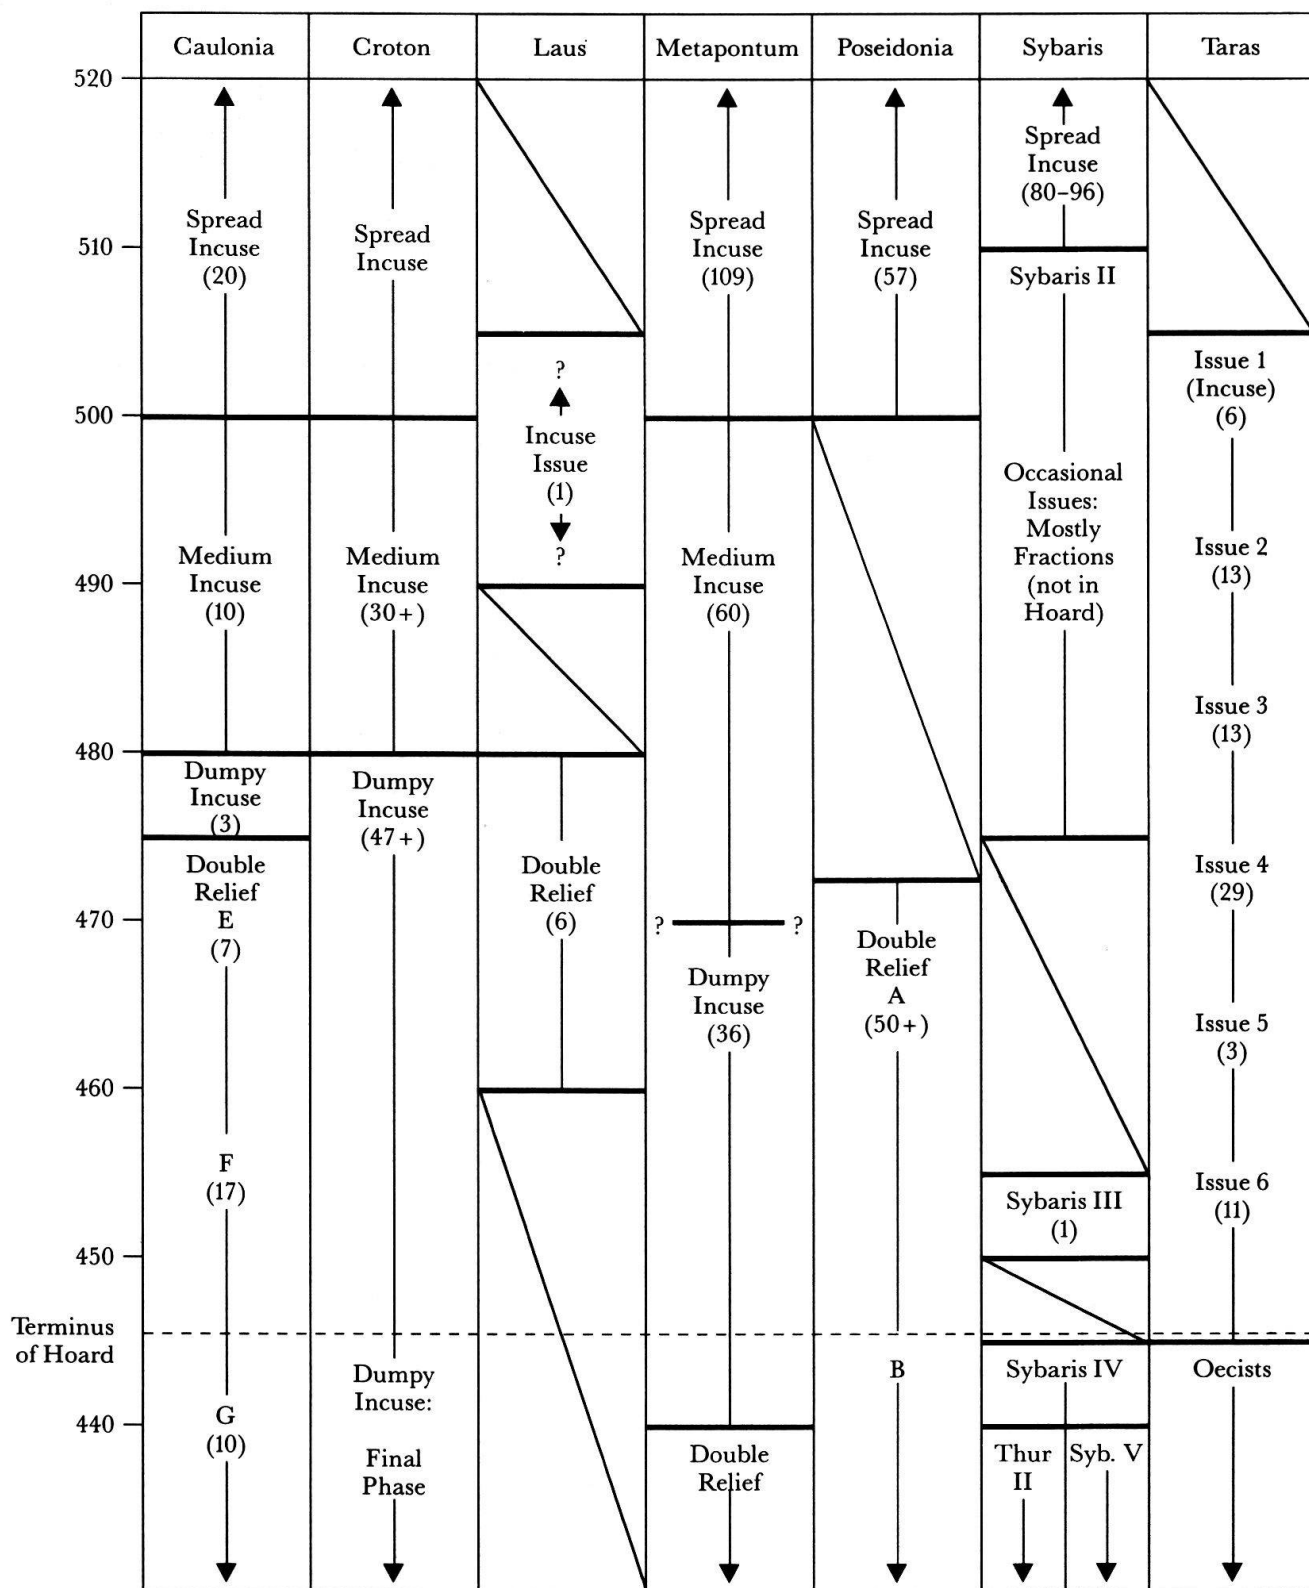 Caulonia
Croton
Laus
Metapontum
Poseidonia
Sybaris
Taras
520
510
500
490
480
470
460
450
Terminus
of Hoard
440
Spread
Incuse
(20)
Medium
Incuse
(10)
Dumpy
Incuse
(3)
Double
Relief
E
(7)
F
(17)
G
(10)
Spread
Incuse
Medium
Incuse
(30+)
Dumpy
Incuse
(47+)
Dumpy
Incuse:
Final
Phase
?
Incuse
Issue
(1)
?
Double
Relief
(6)
Spread
Incuse
(109)
Medium
Incuse
(60)
? ?
Dumpy
Incuse
(36)
Double
Relief
Spread
Incuse
(57)
Double
Relief
A
(50+)
B
Spread
Incuse
(80–96)
Sybaris II
Occasional
Issues:
Mostly
Fractions
(not in
Hoard)
Sybaris III
(1)
Sybaris IV
Thur
II
Syb. V
Issue 1
(Incuse)
(6)
Issue 2
(13)
Issue 3
(13)
Issue 4
(29)
Issue 5
(3)
Issue 6
(11)
Oecists